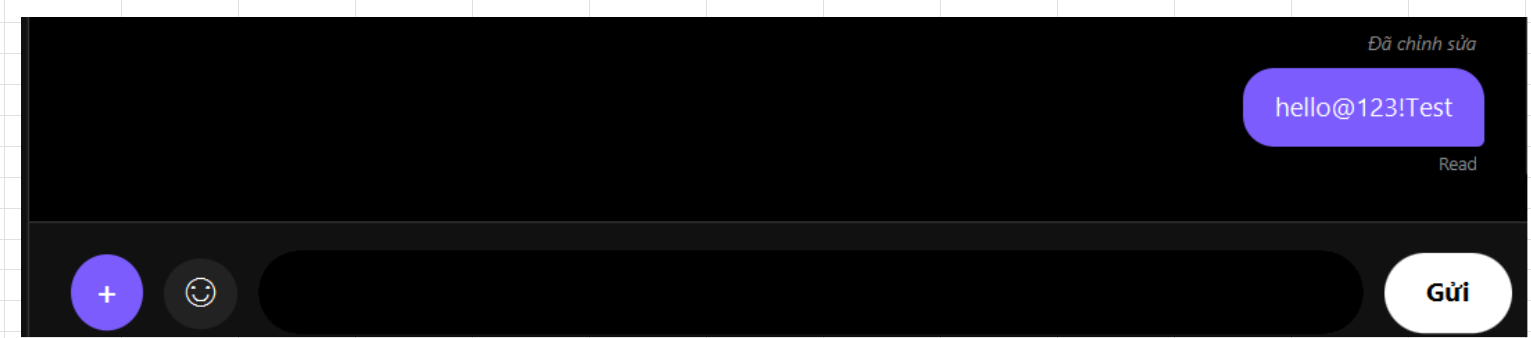 Đã chỉnh sửa
hello@123!Test
Read
+
Gửi